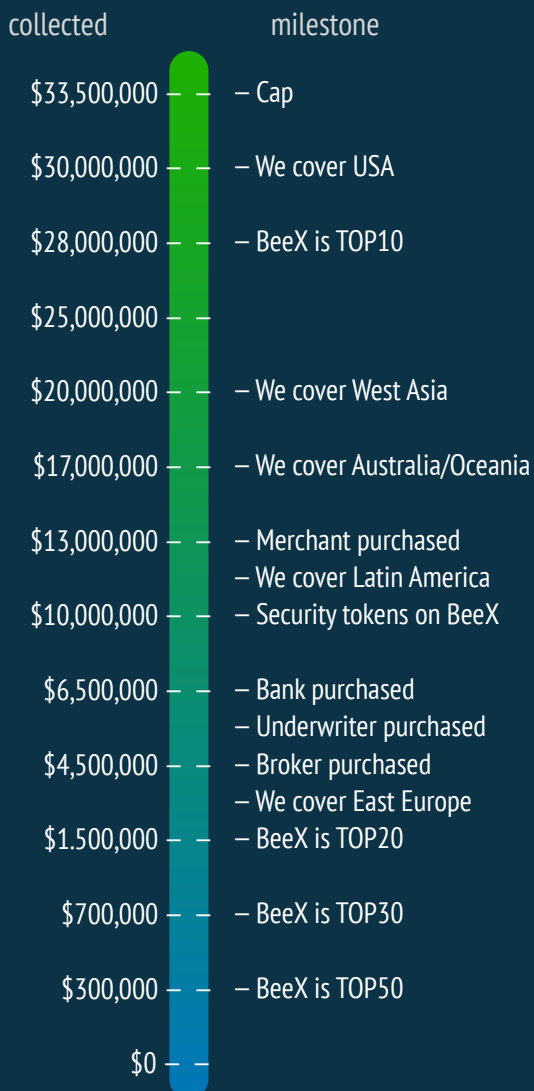 collected milestone
$33,500,000 – – – Cap
$30,000,000 – – – We cover USA
$28,000,000 – – – BeeX is TOP10
$25,000,000 – –
$20,000,000 – – – We cover West Asia
$17,000,000 – – – We cover Australia/Oceania
$13,000,000 – – – Merchant purchased
– We cover Latin America
$10,000,000 – – – Security tokens on BeeX
$6,500,000 – – – Bank purchased
– Underwriter purchased
$4,500,000 – – – Broker purchased
– We cover East Europe
$1.500,000 – – – BeeX is TOP20
$700,000 – – – BeeX is TOP30
$300,000 – – – BeeX is TOP50
$0 – –